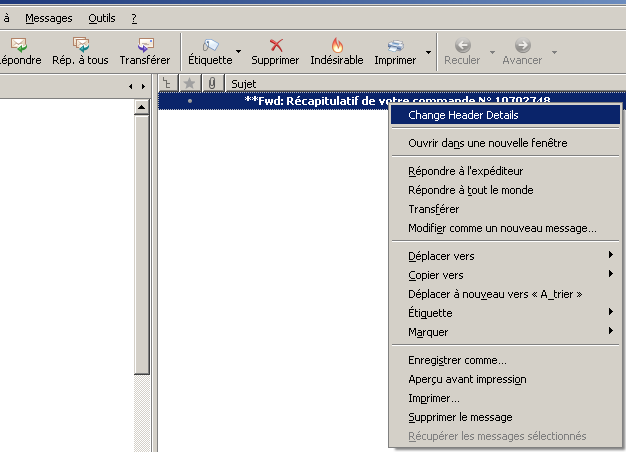 à Messages Outils ?
épondre Rép. à tous Transférer Étiquette Supprimer Indésirable Imprimer Reculer Avancer
Sujet
**Fwd: Récapitulatif de votre commande N° 10702748
Change Header Details
Ouvrir dans une nouvelle fenêtre
Répondre à l'expéditeur
Répondre à tout le monde
Transférer
Modifier comme un nouveau message...
Déplacer vers
Copier vers
Déplacer à nouveau vers « A_trier »
Étiquette
Marquer
Enregistrer comme...
Aperçu avant impression
Imprimer...
Supprimer le message
Récupérer les messages sélectionnés